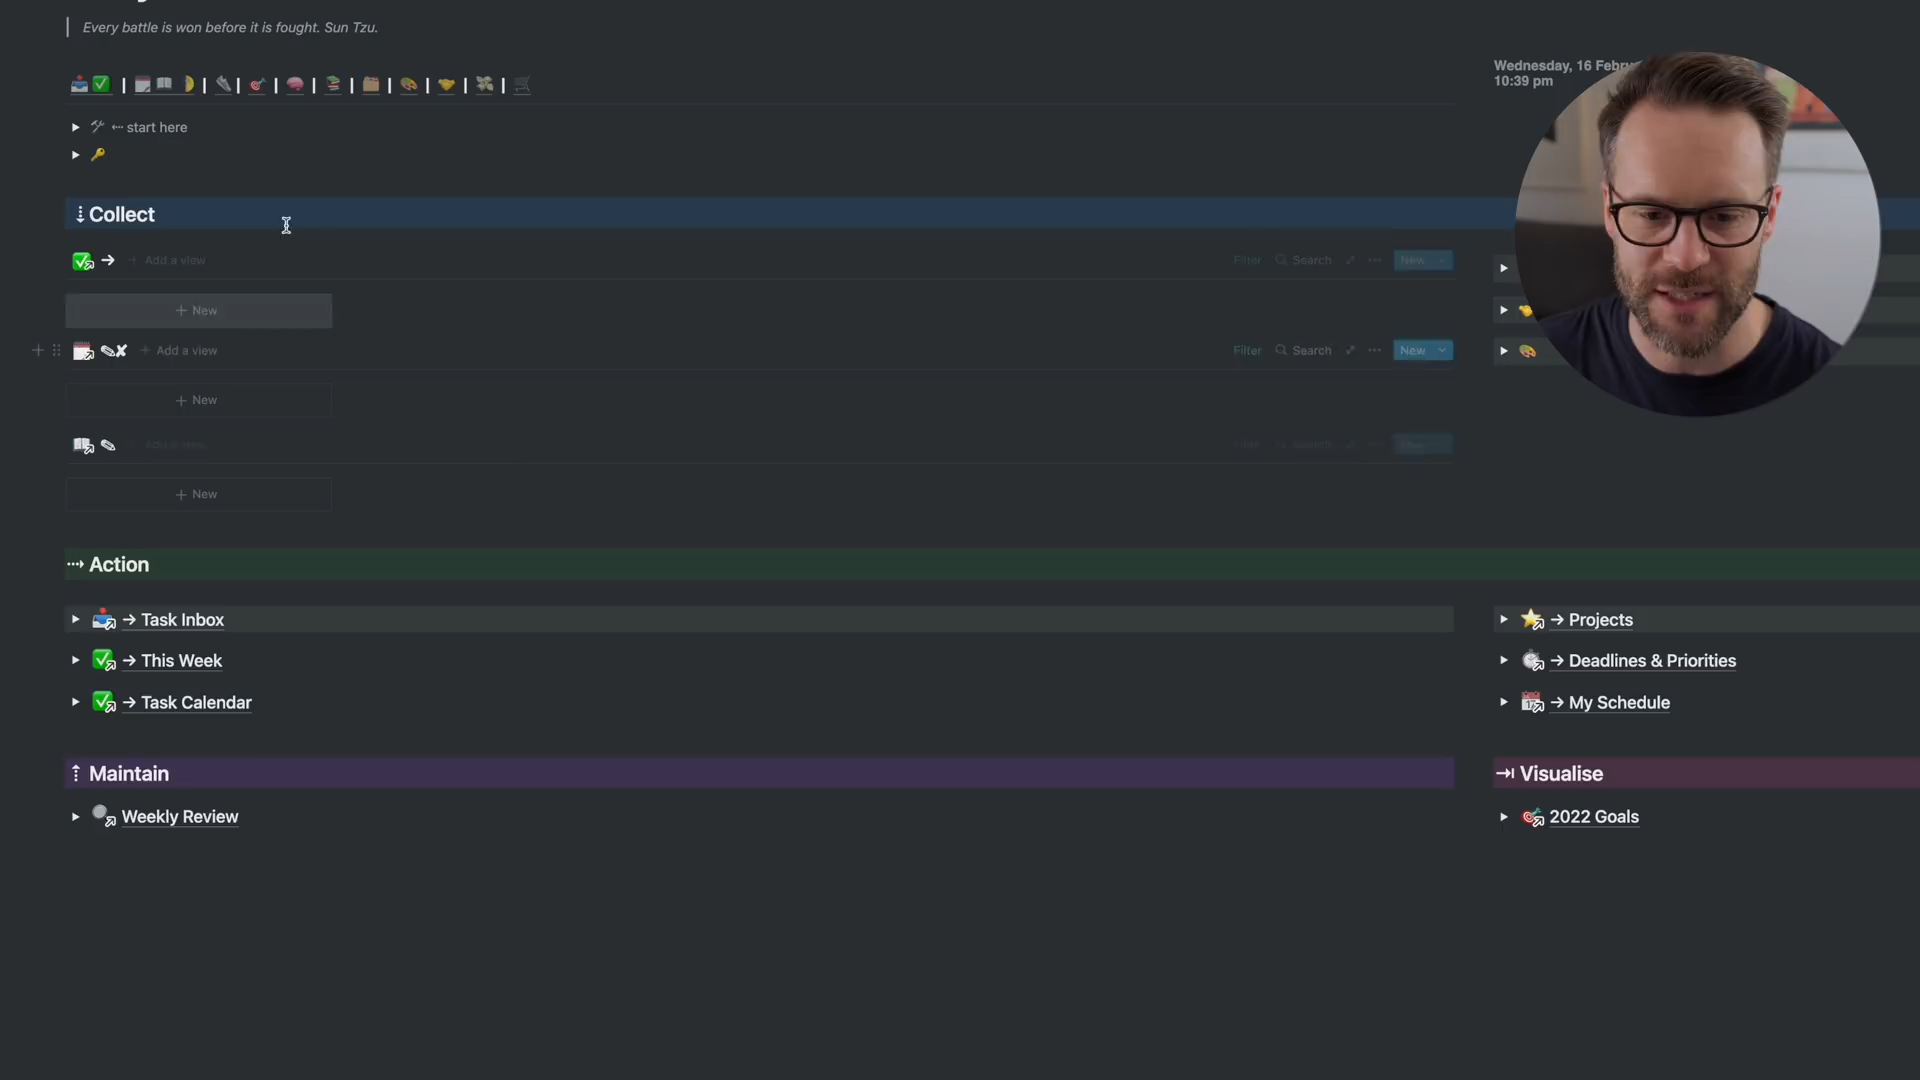 Every battle is won before it is fought. Sun Tzu.
Wednesday, 16
10:39 pm
start here
Collect
Add a view
Filter
Search
New
New
Add a view
Filter
Search
New
New
New
Action
Task Inbox
This Week
Task Calendar
Projects
Deadlines & Priorities
My Schedule
Maintain
Weekly Review
Visualise
2022 Goals